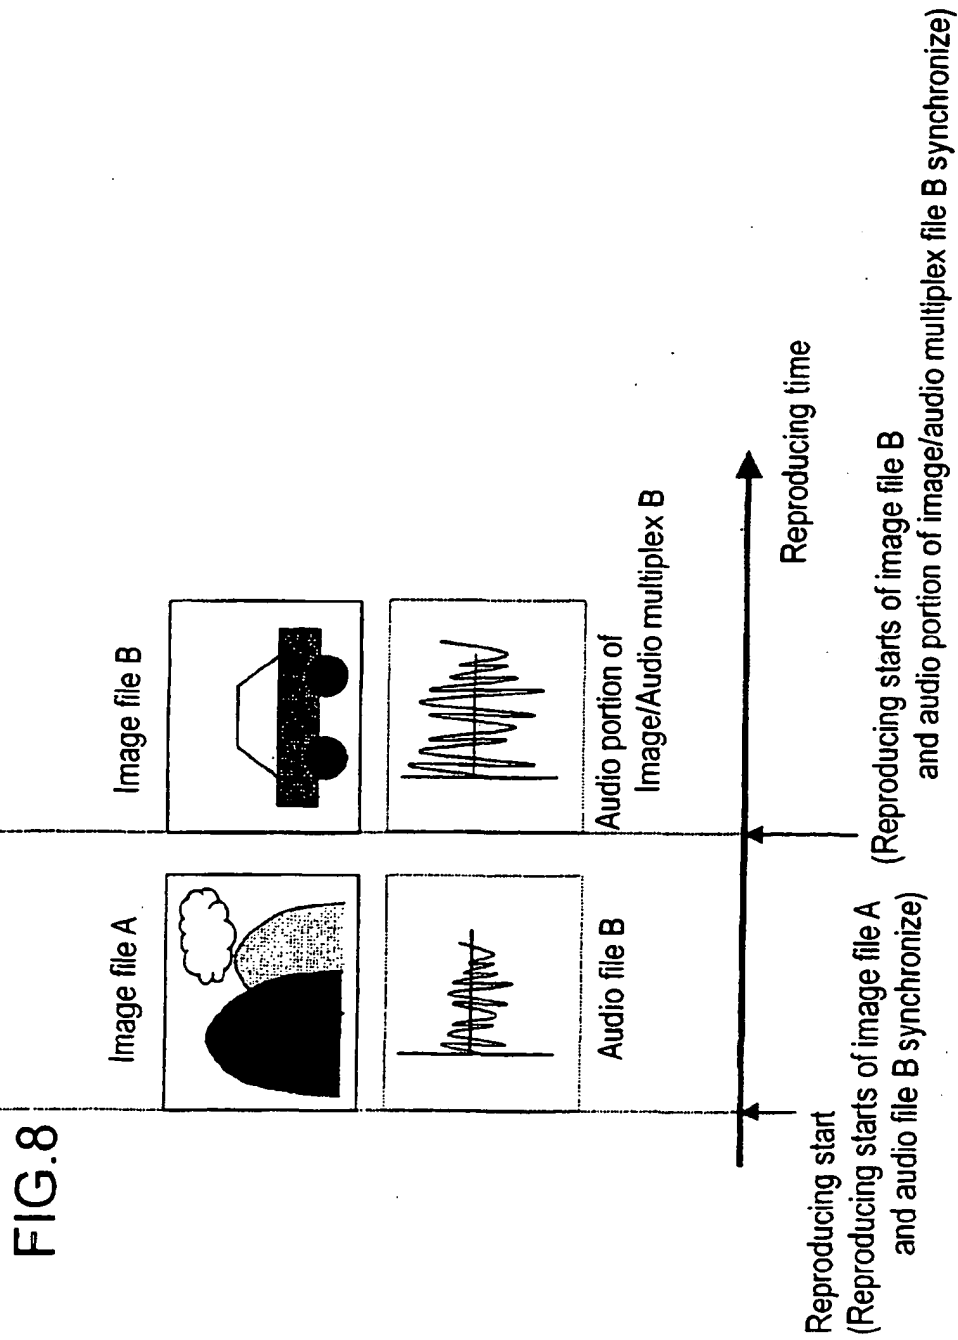 FIG.8
Image file A
Image file B
Audio file B
Audio portion of
Image/Audio multiplex B
Reproducing time
Reproducing start
(Reproducing starts of image file A
and audio file B synchronize)
(Reproducing starts of image file B
and audio portion of image/audio multiplex file B synchronize)